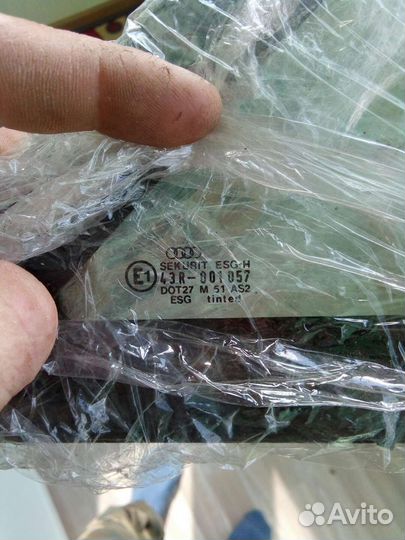 SEKURIT ESG-H
E1 43R-001057
DOT27 M 51 AS2
ESG tinted
Avito